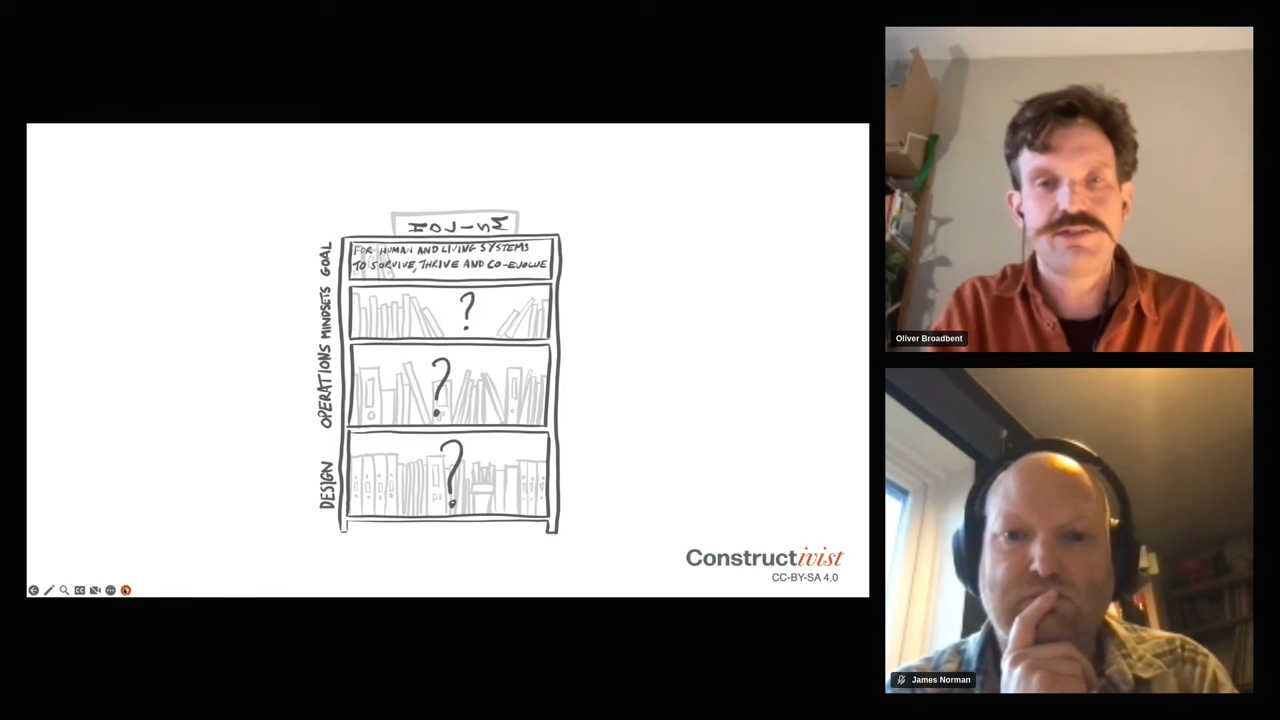 HOLISM
GOAL
FOR HUMAN AND LIVING SYSTEMS
TO SURVIVE, THRIVE AND CO-EVOLVE
MINDSETS
?
OPERATIONS
?
DESIGN
?
Constructivist
CC-BY-SA 4.0
Oliver Broadbent
James Norman